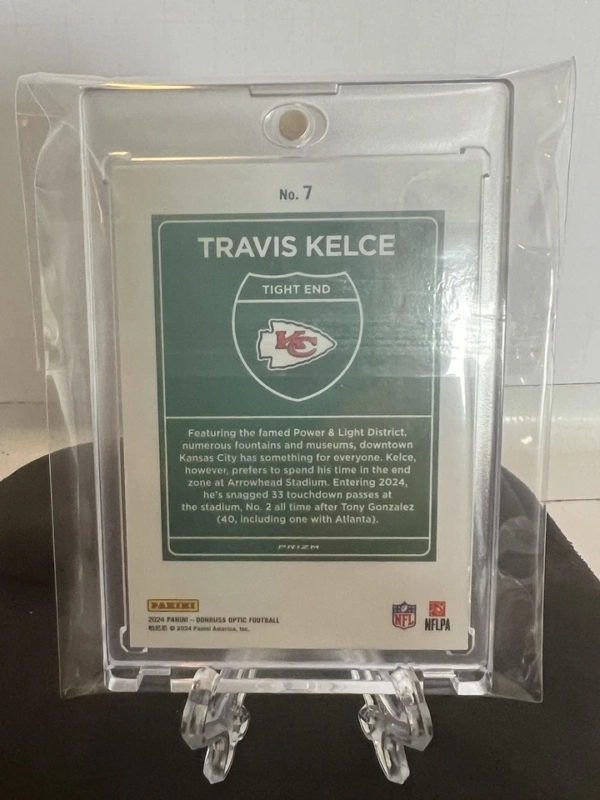 No. 7
TRAVIS KELCE
TIGHT END
KC
Featuring the famed Power & Light District,
numerous fountains and museums, downtown
Kansas City has something for everyone. Kelce,
however, prefers to spend his time in the end
zone at Arrowhead Stadium. Entering 2024,
he's snagged 33 touchdown passes at
the stadium, No. 2 all time after Tony Gonzalez
(40, including one with Atlanta).
PRIZM
PANINI
2024 PANINI – DONRUSS OPTIC FOOTBALL
© 2024 Panini America, Inc.
NFL
NFLPA